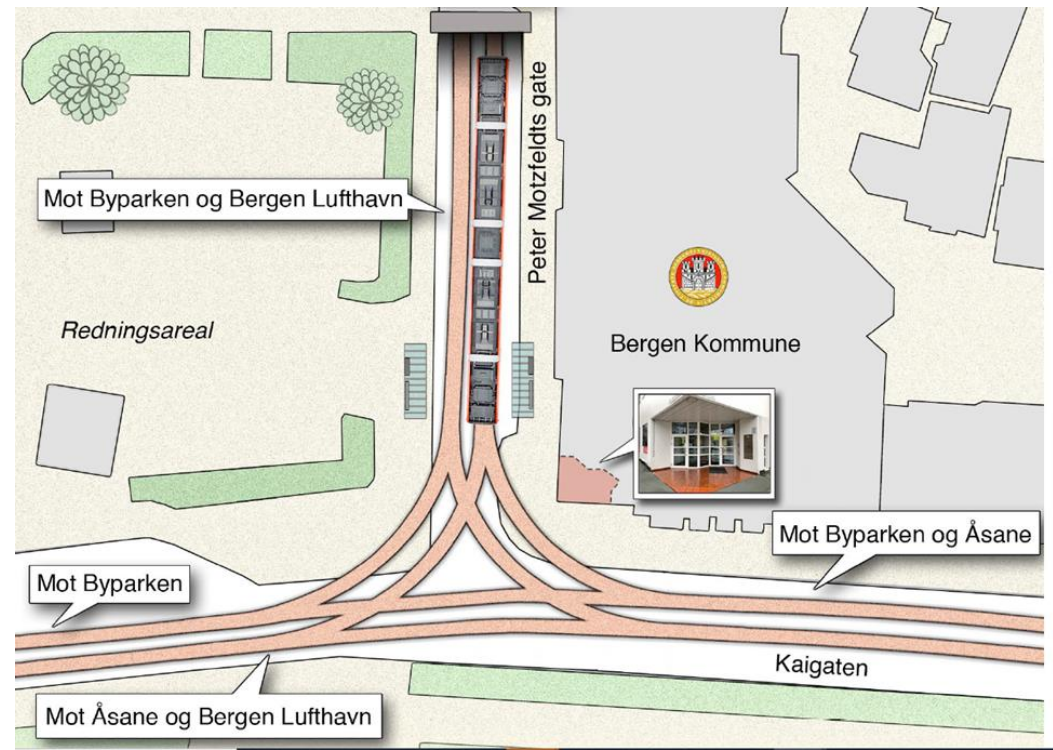 Peter Motzfeldts gate
Mot Byparken og Bergen Lufthavn
Redningsareal
Bergen Kommune
Mot Byparken og Åsane
Mot Byparken
Kaigaten
Mot Åsane og Bergen Lufthavn